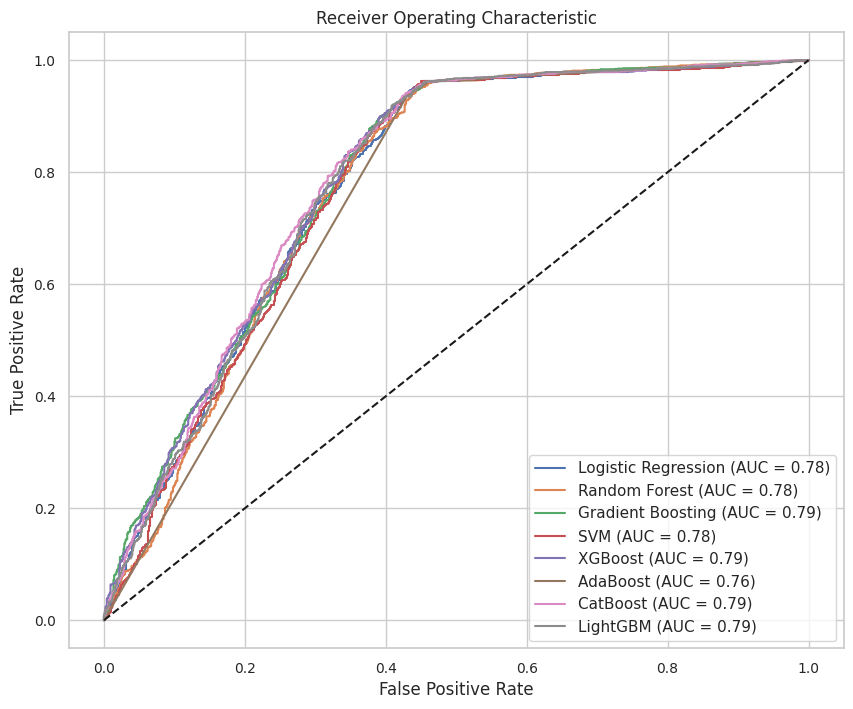 Receiver Operating Characteristic
True Positive Rate
1.0
0.8
0.6
0.4
0.2
0.0
Logistic Regression (AUC = 0.78)
Random Forest (AUC = 0.78)
Gradient Boosting (AUC = 0.79)
SVM (AUC = 0.78)
XGBoost (AUC = 0.79)
AdaBoost (AUC = 0.76)
CatBoost (AUC = 0.79)
LightGBM (AUC = 0.79)
0.0 0.2 0.4 0.6 0.8 1.0
False Positive Rate